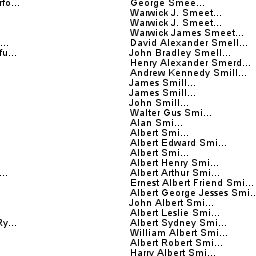 rfo... George Smee...
Warwick J. Smeet...
Warwick J. Smeet...
Warwick James Smeet...
... David Alexander Smell...
fu... John Bradley Smell...
Henry Alexander Smerd...
Andrew Kennedy Smill...
James Smill...
James Smill...
John Smill...
Walter Gus Smi...
Alan Smi...
Albert Smi...
Albert Edward Smi...
Albert Smi...
Albert Henry Smi...
... Albert Arthur Smi...
Ernest Albert Friend Smi...
Albert George Jesses Smi...
John Albert Smi...
Albert Leslie Smi...
Ry... Albert Sydney Smi...
William Albert Smi...
Albert Robert Smi...
Harry Albert Smi...